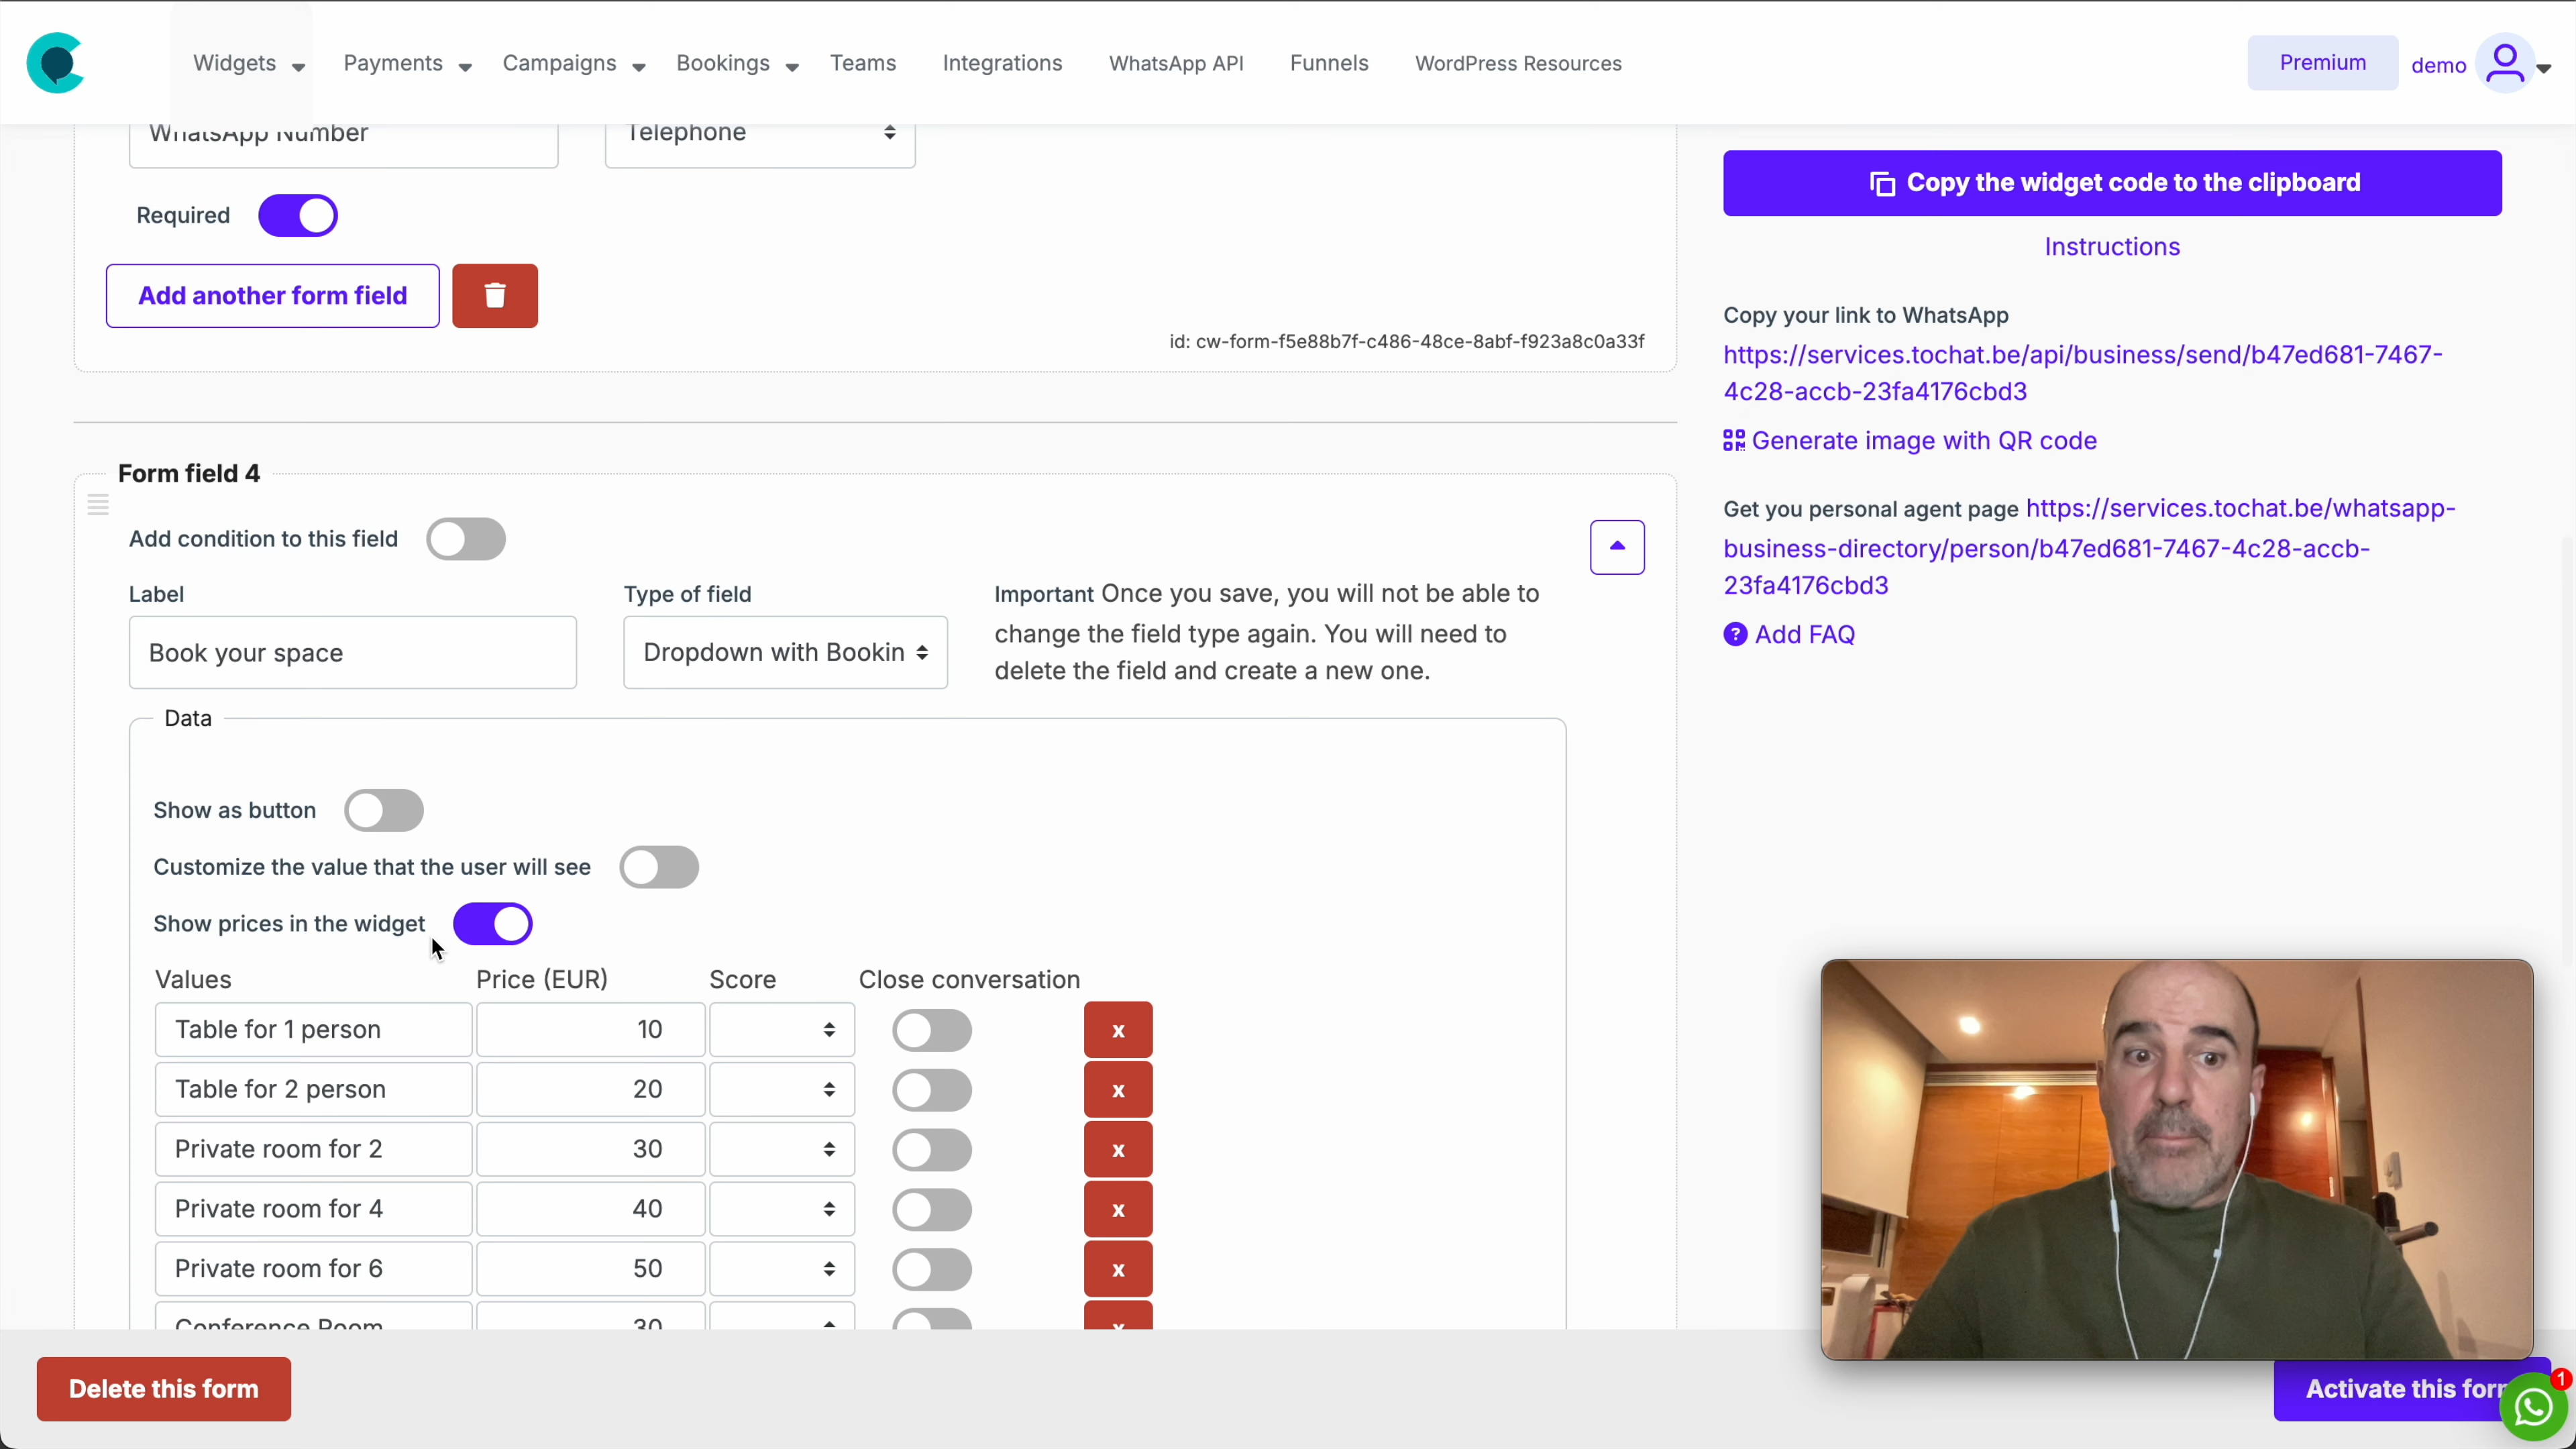 Widgets
Payments
Campaigns
Bookings
Teams
Integrations
WhatsApp API
Funnels
WordPress Resources
Premium
demo
WhatsApp Number
Telephone
Required
Add another form field
id: cw-form-f5e88b7f-c486-48ce-8abf-f923a8c0a33f
Form field 4
Add condition to this field
Label
Type of field
Book your space
Dropdown with Bookin
Important Once you save, you will not be able to
change the field type again. You will need to
delete the field and create a new one.
Data
Show as button
Customize the value that the user will see
Show prices in the widget
Values Price (EUR) Score Close conversation
Table for 1 person 10 x
Table for 2 person 20 x
Private room for 2 30 x
Private room for 4 40 x
Private room for 6 50 x
Conference Room 30 x
Delete this form
Copy the widget code to the clipboard
Instructions
Copy your link to WhatsApp
https://services.tochat.be/api/business/send/b47ed681-7467-
4c28-accb-23fa4176cbd3
Generate image with QR code
Get you personal agent page https://services.tochat.be/whatsapp-
business-directory/person/b47ed681-7467-4c28-accb-
23fa4176cbd3
? Add FAQ
Activate this for
1